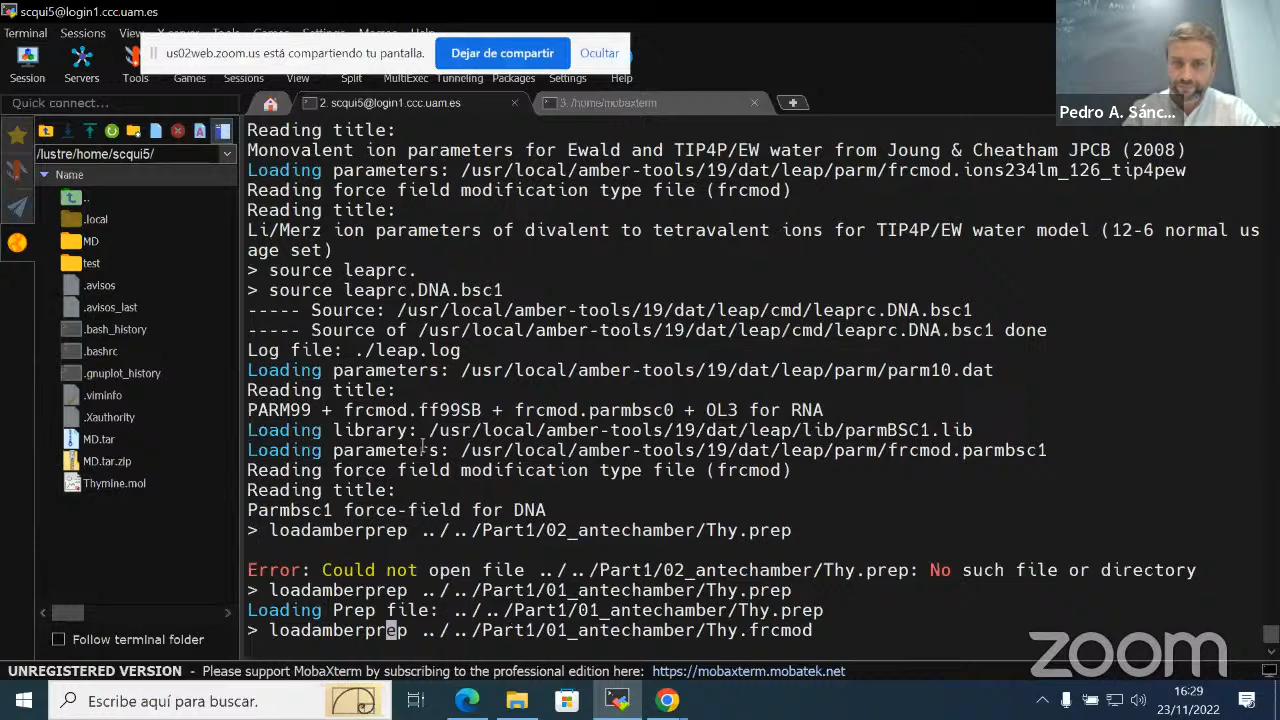 scqui5@login1.ccc.uam.es
Terminal Sessions View Tools Games Settings Macros Help
us02web.zoom.us está compartiendo tu pantalla. Dejar de compartir Ocultar
Session Servers Tools Games Sessions View Split MultiExec Tunneling Packages Settings Help
Pedro A. Sánc...
Quick connect...
2. scqui5@login1.ccc.uam.es
3. /home/mobaxterm
/lustre/home/scqui5/
Name
..
.local
MD
test
.avisos
.avisos_last
.bash_history
.bashrc
.gnuplot_history
.viminfo
.Xauthority
MD.tar
MD.tar.zip
Thymine.mol
Follow terminal folder
Reading title:
Monovalent ion parameters for Ewald and TIP4P/EW water from Joung & Cheatham JPCB (2008)
Loading parameters: /usr/local/amber-tools/19/dat/leap/parm/frcmod.ions234lm_126_tip4pew
Reading force field modification type file (frcmod)
Reading title:
Li/Merz ion parameters of divalent to tetravalent ions for TIP4P/EW water model (12-6 normal us
age set)
> source leaprc.
> source leaprc.DNA.bsc1
----- Source: /usr/local/amber-tools/19/dat/leap/cmd/leaprc.DNA.bsc1
----- Source of /usr/local/amber-tools/19/dat/leap/cmd/leaprc.DNA.bsc1 done
Log file: ./leap.log
Loading parameters: /usr/local/amber-tools/19/dat/leap/parm/parm10.dat
Reading title:
PARM99 + frcmod.ff99SB + frcmod.parmbsc0 + OL3 for RNA
Loading library: /usr/local/amber-tools/19/dat/leap/lib/parmBSC1.lib
Loading parameters: /usr/local/amber-tools/19/dat/leap/parm/frcmod.parmbsc1
Reading force field modification type file (frcmod)
Reading title:
Parmbsc1 force-field for DNA
> loadamberprep ../../Part1/02_antechamber/Thy.prep
Error: Could not open file ../../Part1/02_antechamber/Thy.prep: No such file or directory
> loadamberprep ../../Part1/01_antechamber/Thy.prep
Loading Prep file: ../../Part1/01_antechamber/Thy.prep
> loadamberprep ../../Part1/01_antechamber/Thy.frcmod
zoom
UNREGISTERED VERSION - Please support MobaXterm by subscribing to the professional edition here: https://mobaxterm.mobatek.net
Escribe aquí para buscar.
16:29
23/11/2022